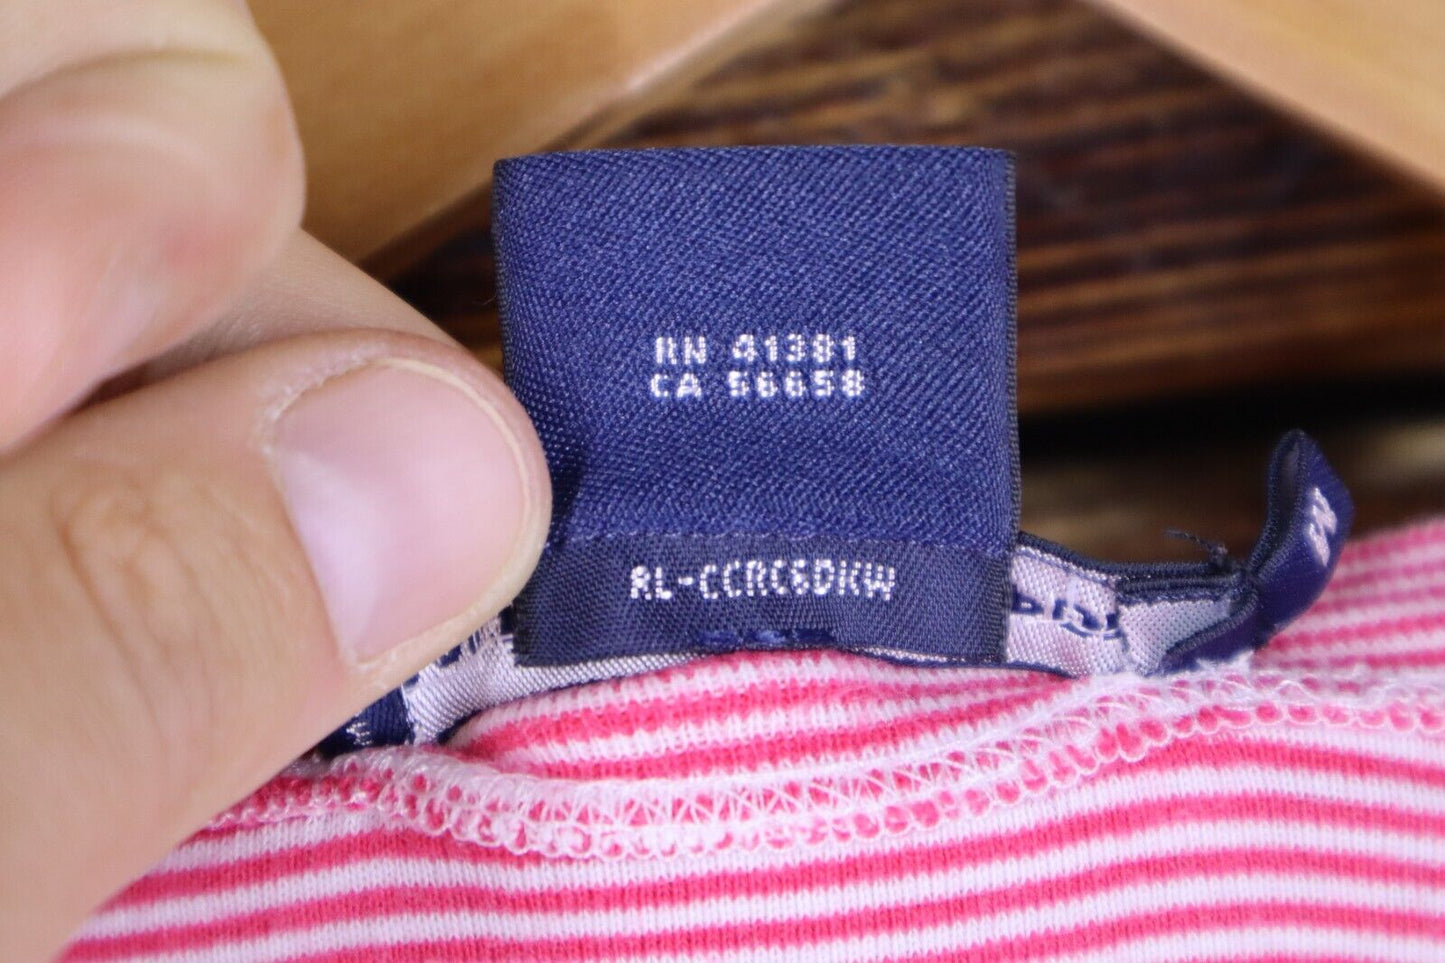 RN 41381
CA 56658
RL-CCRC6DKW
M